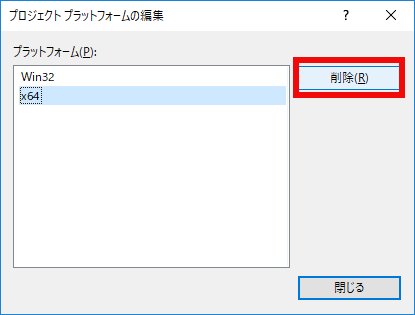 プロジェクト プラットフォームの編集
? ×
プラットフォーム(P):
Win32
x64
削除(R)
閉じる